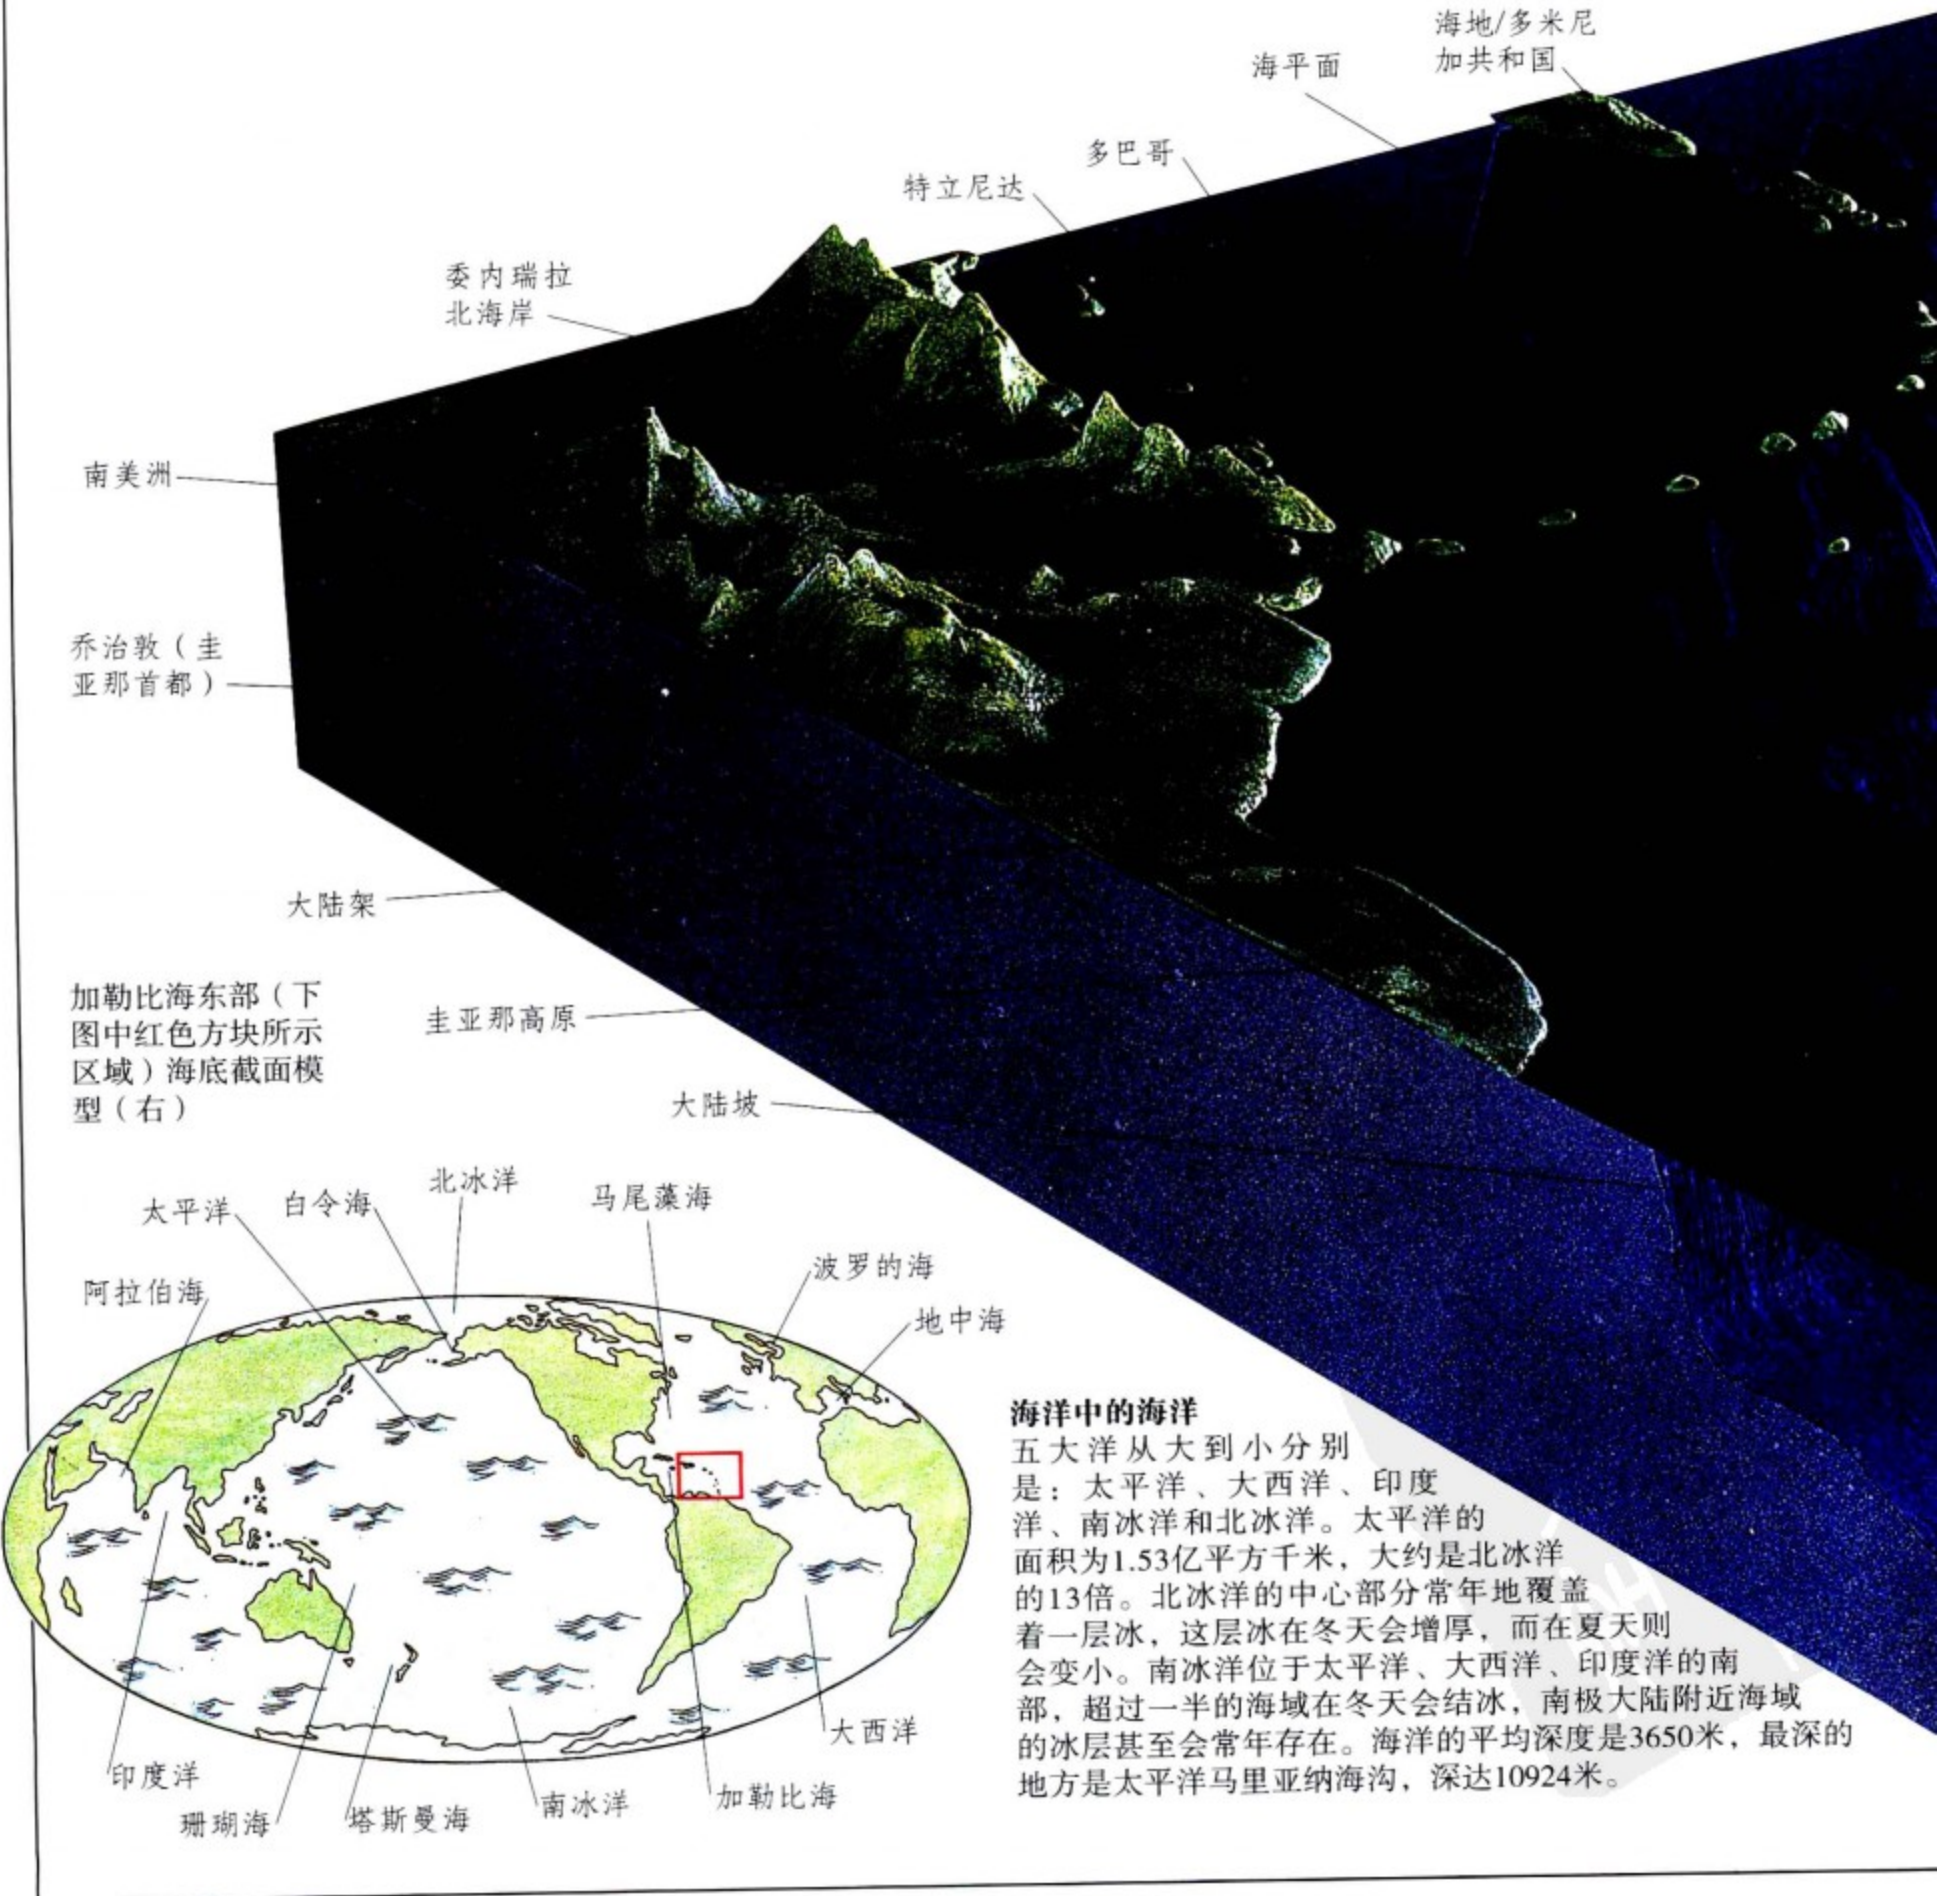 海地/多米尼
加共和国
海平面
多巴哥
特立尼达
委内瑞拉
北海岸
南美洲
乔治敦（圭
亚那首都）
大陆架
加勒比海东部（下
图中红色方块所示
区域）海底截面模
型（右）
圭亚那高原
大陆坡
北冰洋
马尾藻海
白令海
太平洋
波罗的海
阿拉伯海
地中海
海洋中的海洋
五大洋从大到小分别
是：太平洋、大西洋、印度
洋、南冰洋和北冰洋。太平洋的
面积为1.53亿平方千米，大约是北冰洋
的13倍。北冰洋的中心部分常年地覆盖
着一层冰，这层冰在冬天会增厚，而在夏天则
会变小。南冰洋位于太平洋、大西洋、印度洋的南
部，超过一半的海域在冬天会结冰，南极大陆附近海域
的冰层甚至会常年存在。海洋的平均深度是3650米，最深的
地方是太平洋马里亚纳海沟，深达10924米。
大西洋
印度洋
加勒比海
南冰洋
塔斯曼海
珊瑚海